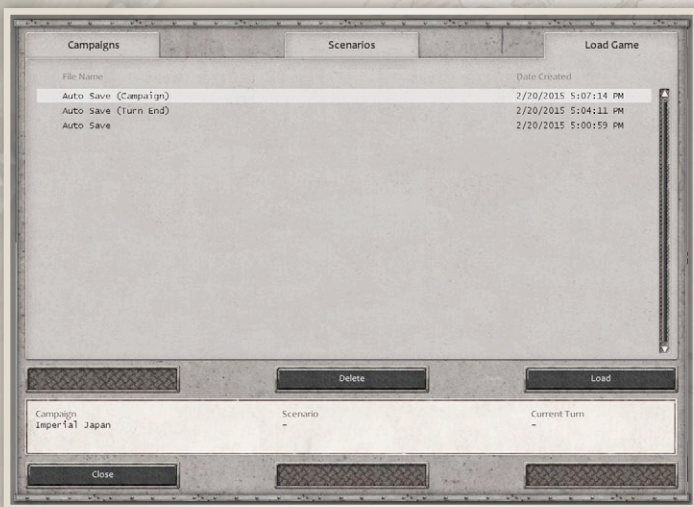 Campaigns Scenarios Load Game
File Name Date Created
Auto Save (Campaign) 2/20/2015 5:07:14 PM
Auto Save (Turn End) 2/20/2015 5:04:11 PM
Auto Save 2/20/2015 5:00:59 PM
Delete Load
Campaign Scenario Current Turn
Imperial Japan - -
Close